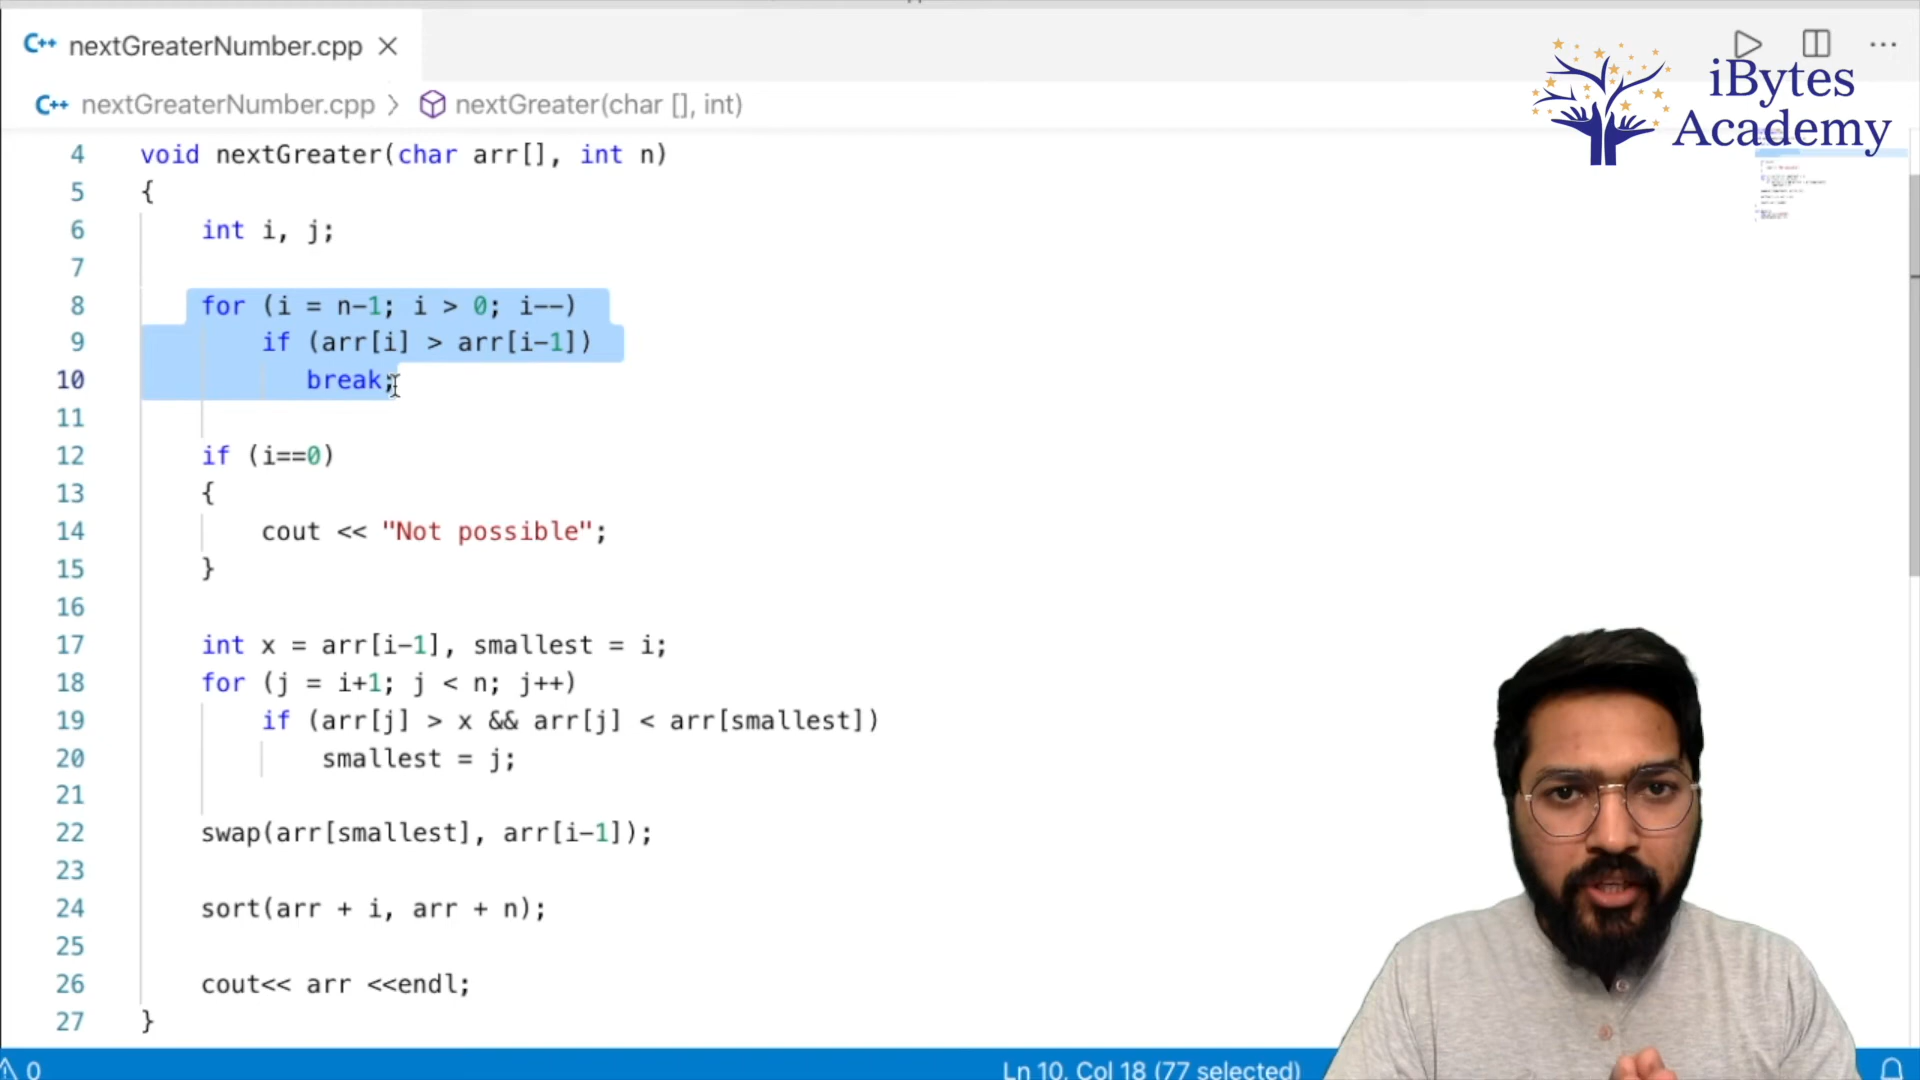 C++ nextGreaterNumber.cpp
iBytes
Academy
C++ nextGreaterNumber.cpp > nextGreater(char [], int)
4 void nextGreater(char arr[], int n)
5 {
6 int i, j;
7
8 for (i = n-1; i > 0; i--)
9 if (arr[i] > arr[i-1])
10 break;
11
12 if (i==0)
13 {
14 cout << "Not possible";
15 }
16
17 int x = arr[i-1], smallest = i;
18 for (j = i+1; j < n; j++)
19 if (arr[j] > x && arr[j] < arr[smallest])
20 smallest = j;
21
22 swap(arr[smallest], arr[i-1]);
23
24 sort(arr + i, arr + n);
25
26 cout<< arr <<endl;
27 }
0
Ln 10, Col 18 (77 selected)